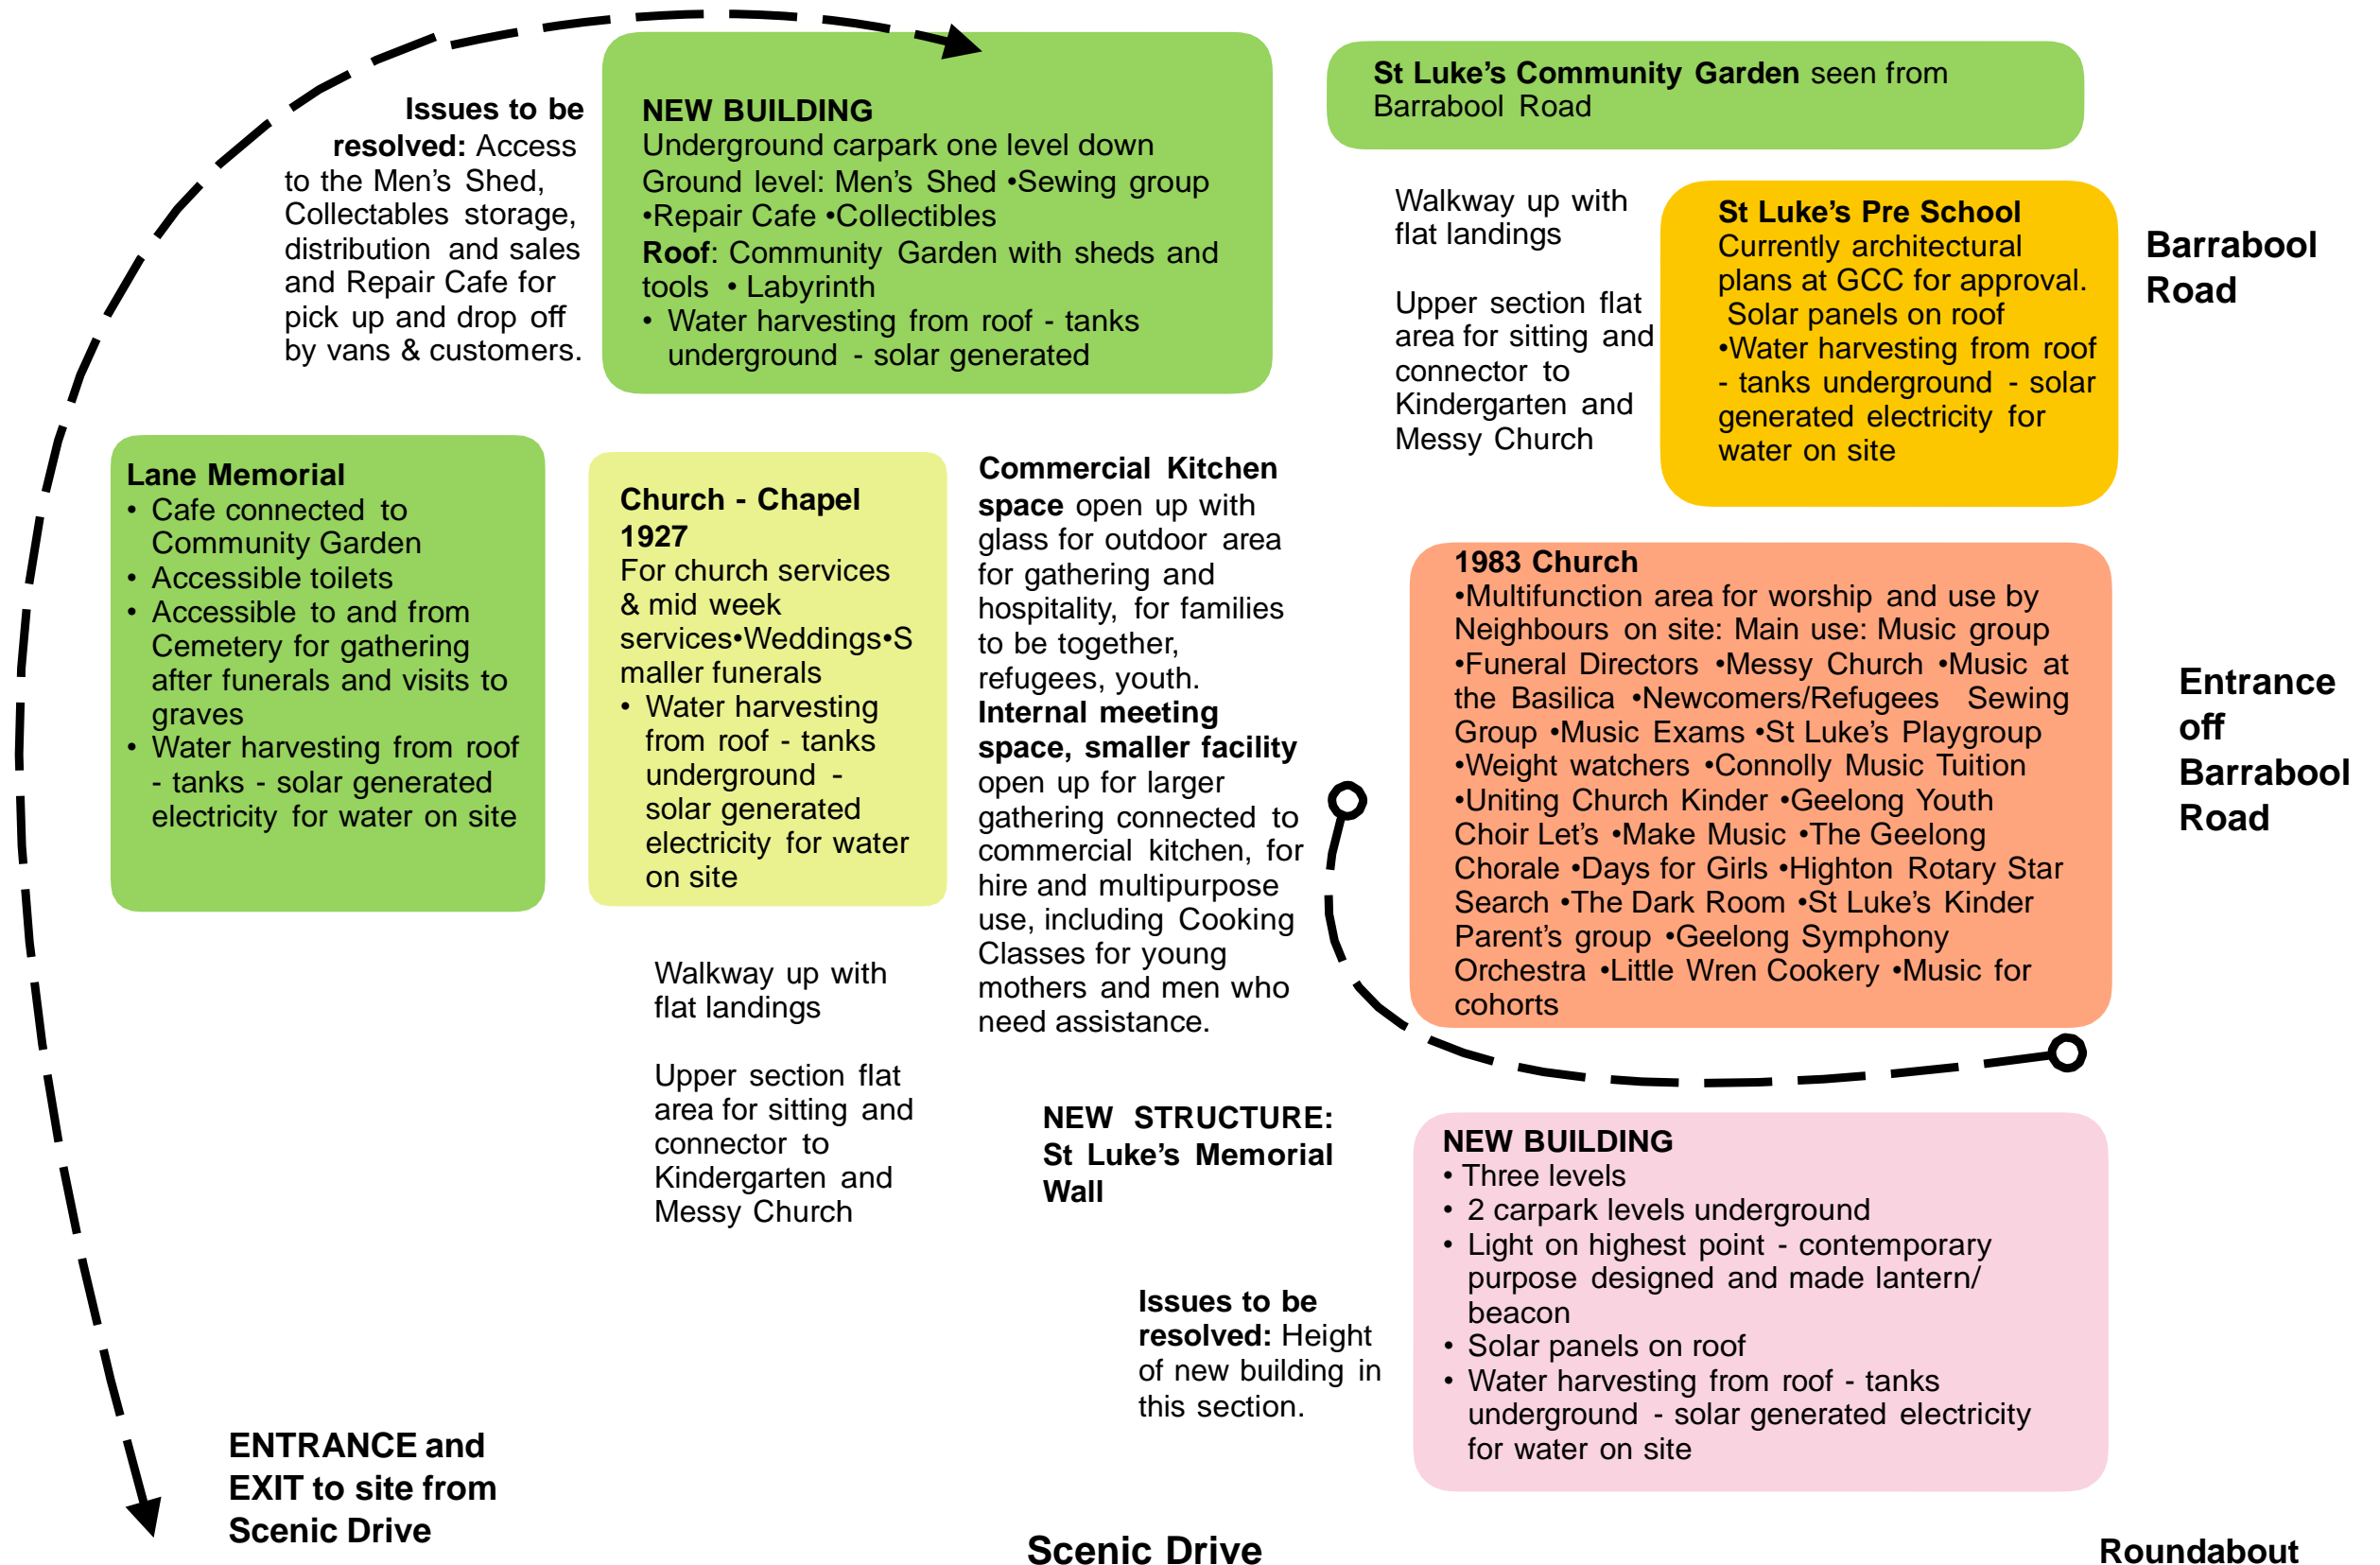 Issues to be
resolved: Access
to the Men’s Shed,
Collectables storage,
distribution and sales
and Repair Cafe for
pick up and drop off
by vans & customers.
NEW BUILDING
Underground carpark one level down
Ground level: Men’s Shed •Sewing group
•Repair Cafe •Collectibles
Roof: Community Garden with sheds and
tools • Labyrinth
• Water harvesting from roof - tanks
underground - solar generated
St Luke’s Community Garden seen from
Barrabool Road
Walkway up with
flat landings
Upper section flat
area for sitting and
connector to
Kindergarten and
Messy Church
St Luke’s Pre School
Currently architectural
plans at GCC for approval.
Solar panels on roof
•Water harvesting from roof
- tanks underground - solar
generated electricity for
water on site
Barrabool
Road
Lane Memorial
• Cafe connected to
Community Garden
• Accessible toilets
• Accessible to and from
Cemetery for gathering
after funerals and visits to
graves
• Water harvesting from roof
- tanks - solar generated
electricity for water on site
Church - Chapel
1927
For church services
& mid week
services•Weddings•S
maller funerals
• Water harvesting
from roof - tanks
underground -
solar generated
electricity for water
on site
Commercial Kitchen
space open up with
glass for outdoor area
for gathering and
hospitality, for families
to be together,
refugees, youth.
Internal meeting
space, smaller facility
open up for larger
gathering connected to
commercial kitchen, for
hire and multipurpose
use, including Cooking
Classes for young
mothers and men who
need assistance.
1983 Church
•Multifunction area for worship and use by
Neighbours on site: Main use: Music group
•Funeral Directors •Messy Church •Music at
the Basilica •Newcomers/Refugees Sewing
Group •Music Exams •St Luke’s Playgroup
•Weight watchers •Connolly Music Tuition
•Uniting Church Kinder •Geelong Youth
Choir Let’s •Make Music •The Geelong
Chorale •Days for Girls •Highton Rotary Star
Search •The Dark Room •St Luke’s Kinder
Parent’s group •Geelong Symphony
Orchestra •Little Wren Cookery •Music for
cohorts
Entrance
off
Barrabool
Road
Walkway up with
flat landings
Upper section flat
area for sitting and
connector to
Kindergarten and
Messy Church
NEW STRUCTURE:
St Luke’s Memorial
Wall
Issues to be
resolved: Height
of new building in
this section.
NEW BUILDING
• Three levels
• 2 carpark levels underground
• Light on highest point - contemporary
purpose designed and made lantern/
beacon
• Solar panels on roof
• Water harvesting from roof - tanks
underground - solar generated electricity
for water on site
ENTRANCE and
EXIT to site from
Scenic Drive
Scenic Drive
Roundabout